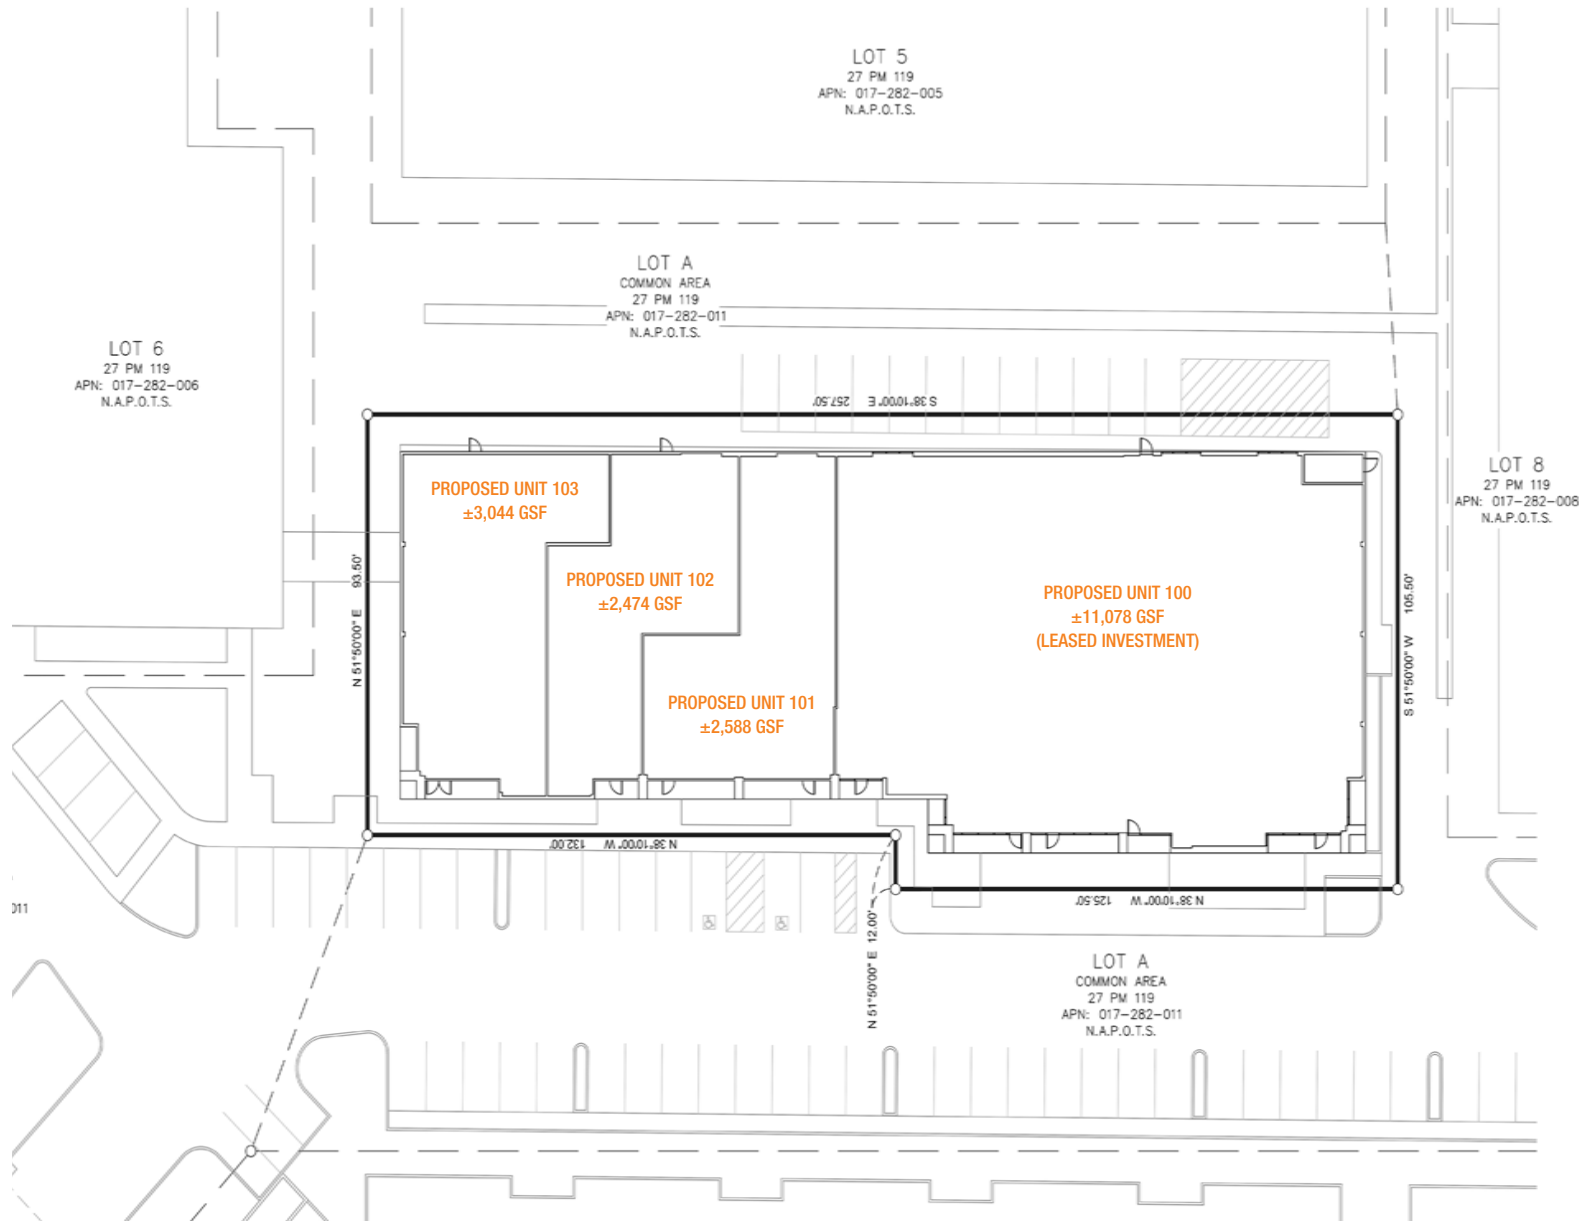 LOT 5
27 PM 119
APN: 017-282-005
N.A.P.O.T.S.
LOT A
COMMON AREA
27 PM 119
APN: 017-282-011
N.A.P.O.T.S.
LOT 6
27 PM 119
APN: 017-282-006
N.A.P.O.T.S.
S 38°10'00" E 257.50'
LOT 8
27 PM 119
APN: 017-282-008
N.A.P.O.T.S.
PROPOSED UNIT 103
±3,044 GSF
N 51°50'00" E 93.50'
PROPOSED UNIT 102
±2,474 GSF
PROPOSED UNIT 100
±11,078 GSF
(LEASED INVESTMENT)
S 51°50'00" W 105.50'
PROPOSED UNIT 101
±2,588 GSF
N 38°10'00" W 132.00'
N 38°10'00" W 125.50'
N 51°50'00" E 12.00'
011
LOT A
COMMON AREA
27 PM 119
APN: 017-282-011
N.A.P.O.T.S.